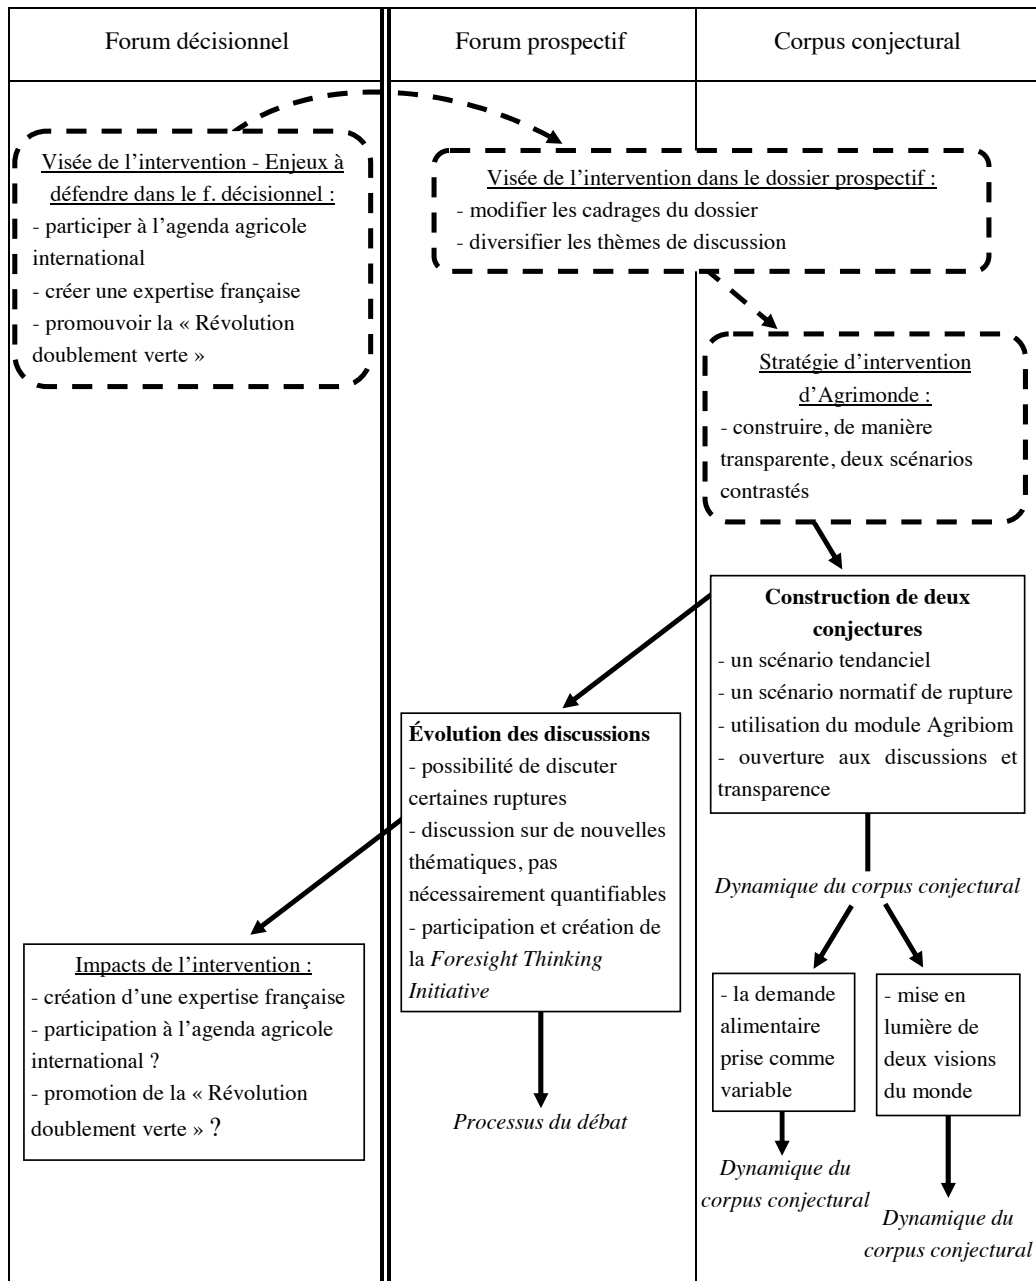 Forum décisionnel
Forum prospectif
Corpus conjectural
Visée de l’intervention - Enjeux à
défendre dans le f. décisionnel :
- participer à l’agenda agricole
international
- créer une expertise française
- promouvoir la « Révolution
doublement verte »
Visée de l’intervention dans le dossier prospectif :
- modifier les cadrages du dossier
- diversifier les thèmes de discussion
Stratégie d’intervention
d’Agrimonde :
- construire, de manière
transparente, deux scénarios
contrastés
Construction de deux
conjectures
- un scénario tendanciel
- un scénario normatif de rupture
- utilisation du module Agribiom
- ouverture aux discussions et
transparence
Évolution des discussions
- possibilité de discuter
certaines ruptures
- discussion sur de nouvelles
thématiques, pas
nécessairement quantifiables
- participation et création de
la Foresight Thinking
Initiative
Dynamique du corpus conjectural
Impacts de l’intervention :
- création d’une expertise française
- participation à l’agenda agricole
international ?
- promotion de la « Révolution
doublement verte » ?
- la demande
alimentaire
prise comme
variable
- mise en
lumière de
deux visions
du monde
Processus du débat
Dynamique du
corpus conjectural
Dynamique du
corpus conjectural